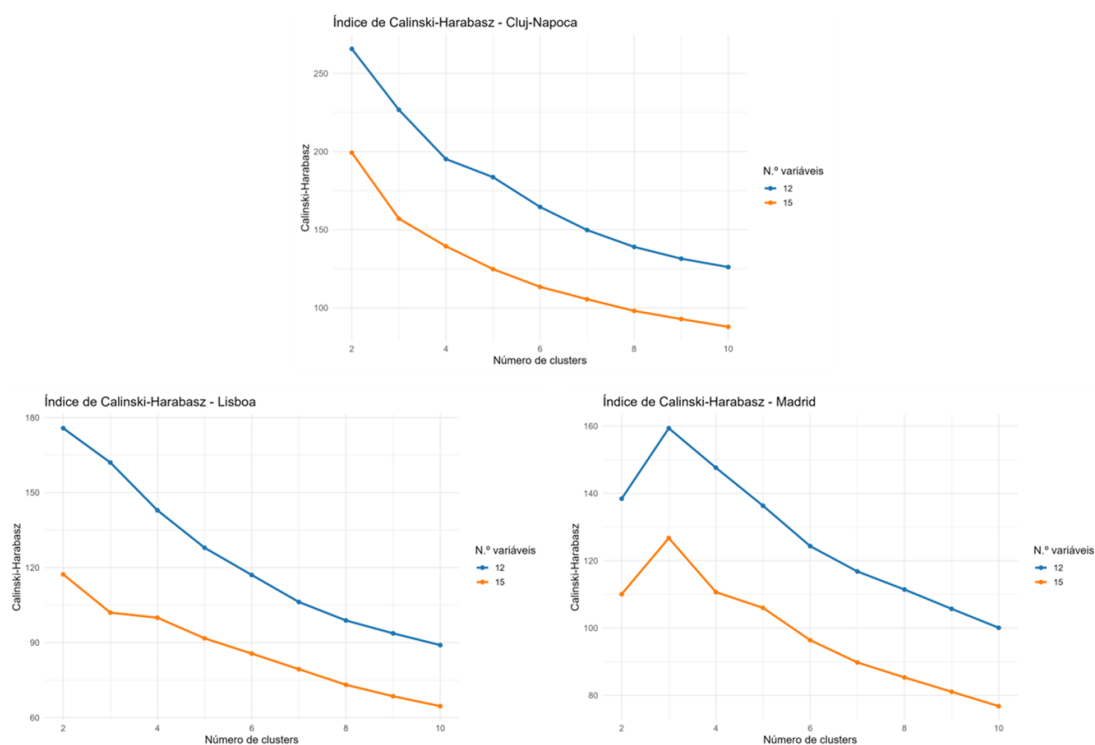 Índice de Calinski-Harabasz - Cluj-Napoca
250
200
150
100
Calinski-Harabasz
2 4 6 8 10
Número de clusters
N.º variáveis
12
15
Índice de Calinski-Harabasz - Lisboa
180
150
120
90
60
Calinski-Harabasz
2 4 6 8 10
Número de clusters
N.º variáveis
12
15
Índice de Calinski-Harabasz - Madrid
160
140
120
100
80
Calinski-Harabasz
2 4 6 8 10
Número de clusters
N.º variáveis
12
15